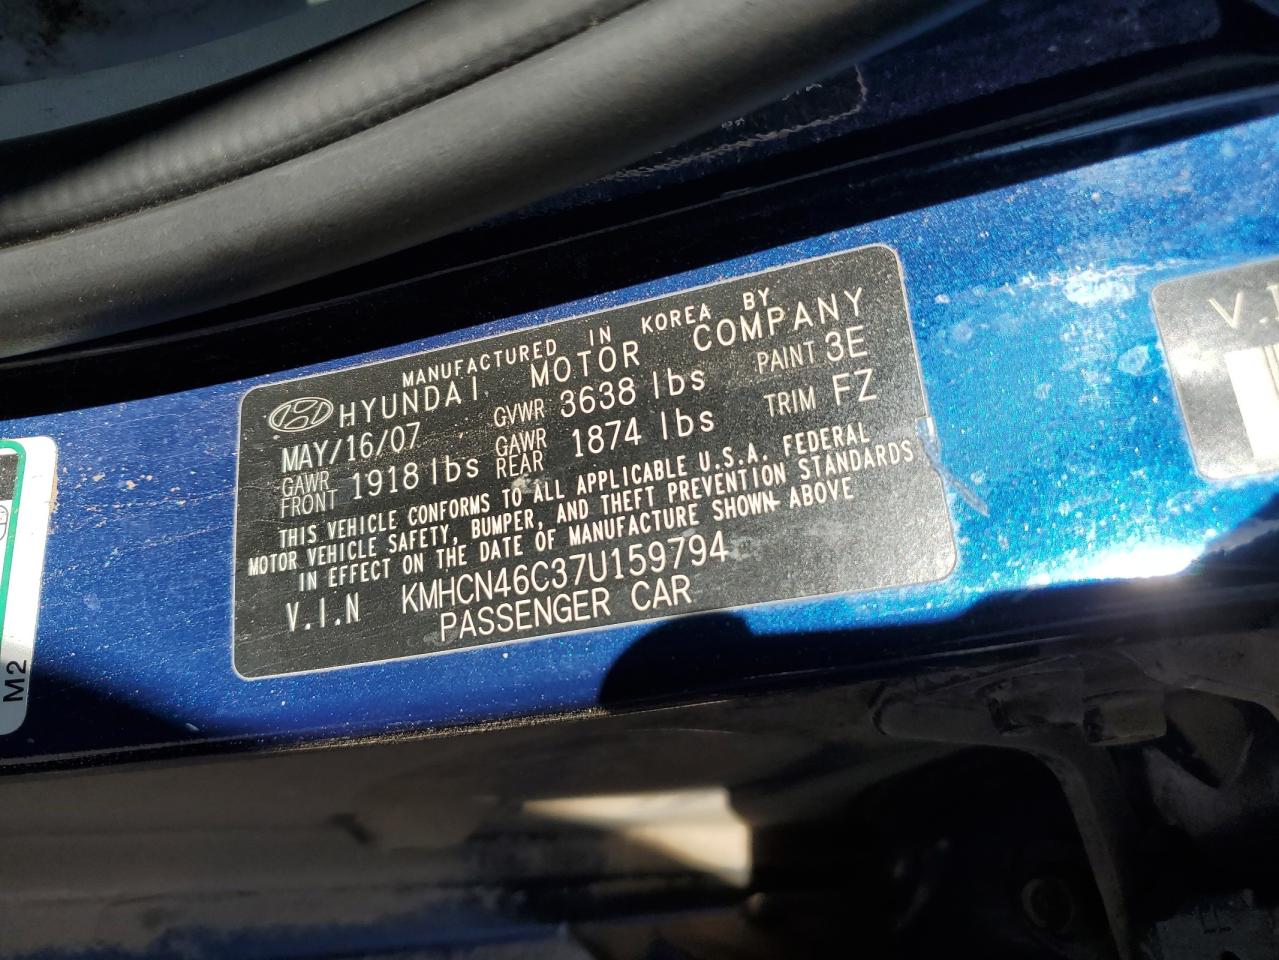 MANUFACTURED IN KOREA BY
HYUNDAI MOTOR COMPANY
MAY/16/07 GVWR 3638 lbs PAINT 3E
GAWR FRONT 1918 lbs GAWR REAR 1874 lbs TRIM FZ
THIS VEHICLE CONFORMS TO ALL APPLICABLE U.S.A. FEDERAL
MOTOR VEHICLE SAFETY, BUMPER, AND THEFT PREVENTION STANDARDS
IN EFFECT ON THE DATE OF MANUFACTURE SHOWN ABOVE
V.I.N KMHCN46C37U159794
PASSENGER CAR
M2